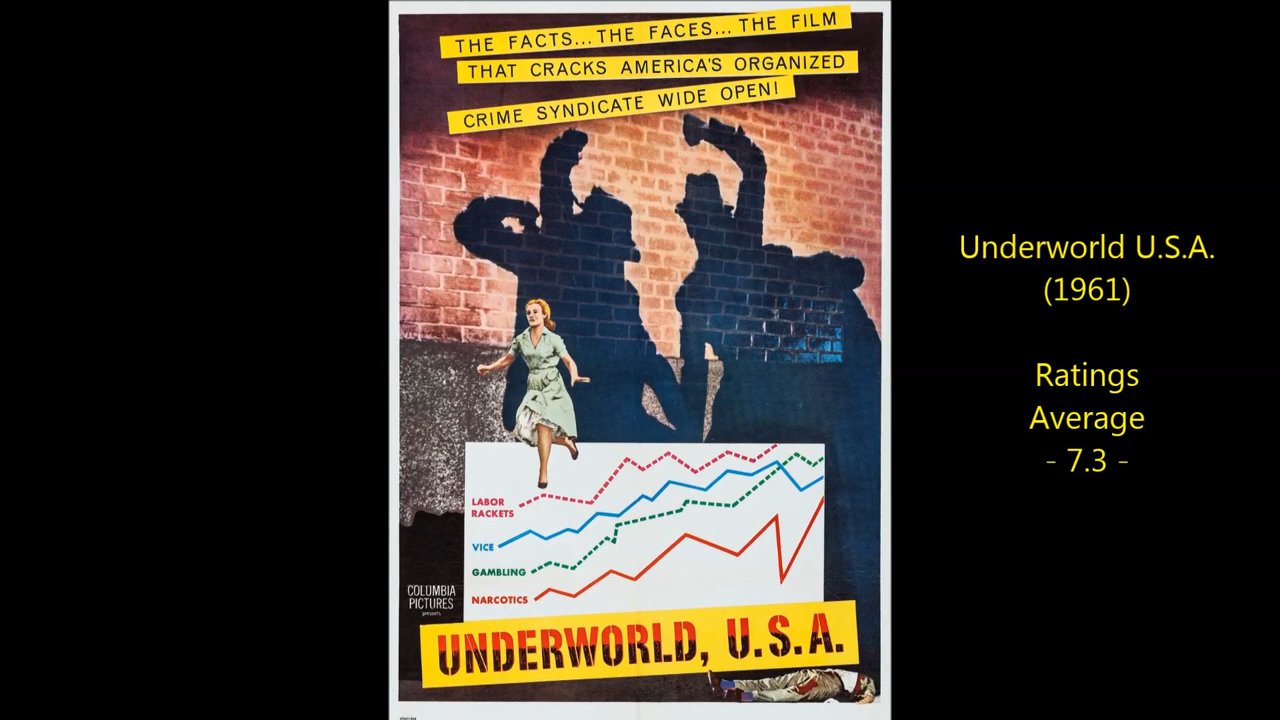 THE FACTS...THE FACES...THE FILM
THAT CRACKS AMERICA'S ORGANIZED
CRIME SYNDICATE WIDE OPEN!
LABOR
RACKETS
VICE
GAMBLING
NARCOTICS
COLUMBIA
PICTURES
presents
UNDERWORLD, U.S.A.
Underworld U.S.A.
(1961)
Ratings
Average
- 7.3 -